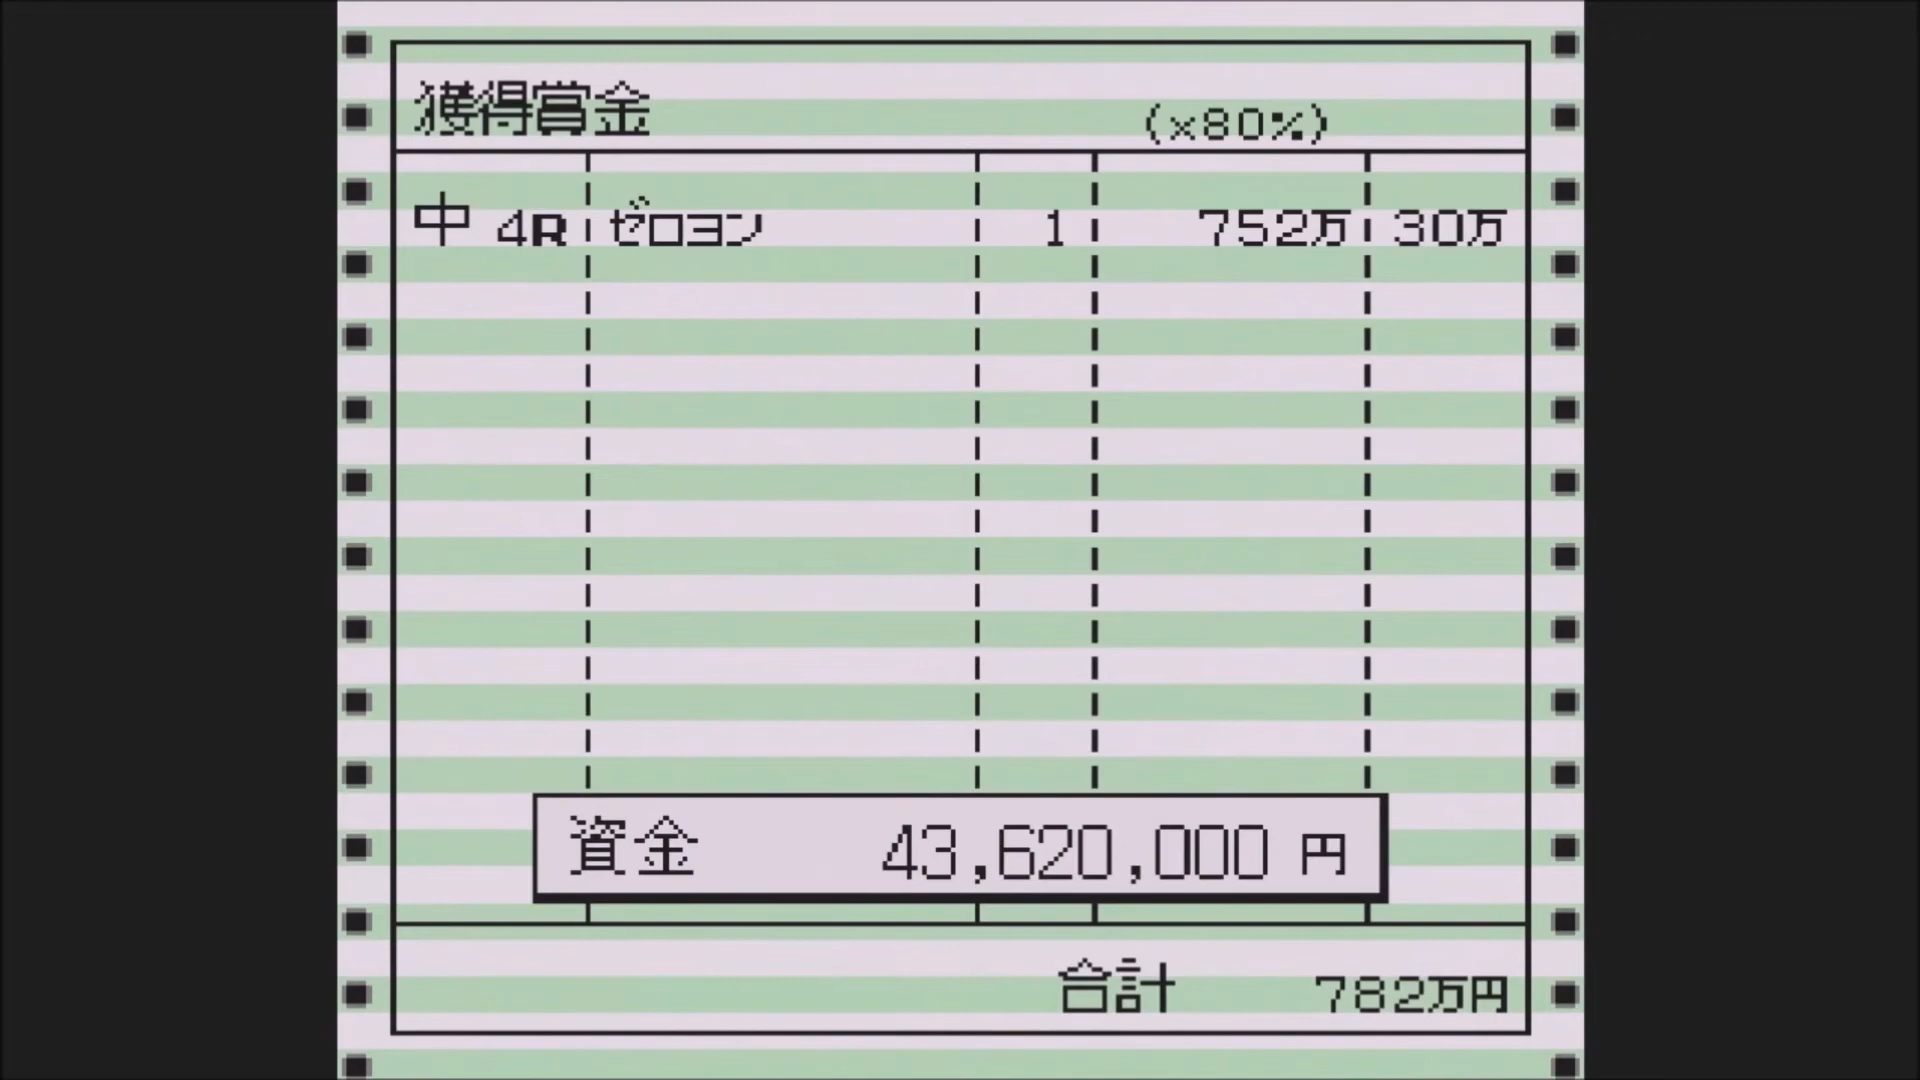 獲得賞金 (×80%)
中 4R ゼロヨン 1 752万 30万
資金 43,620,000 円
合計 782万円